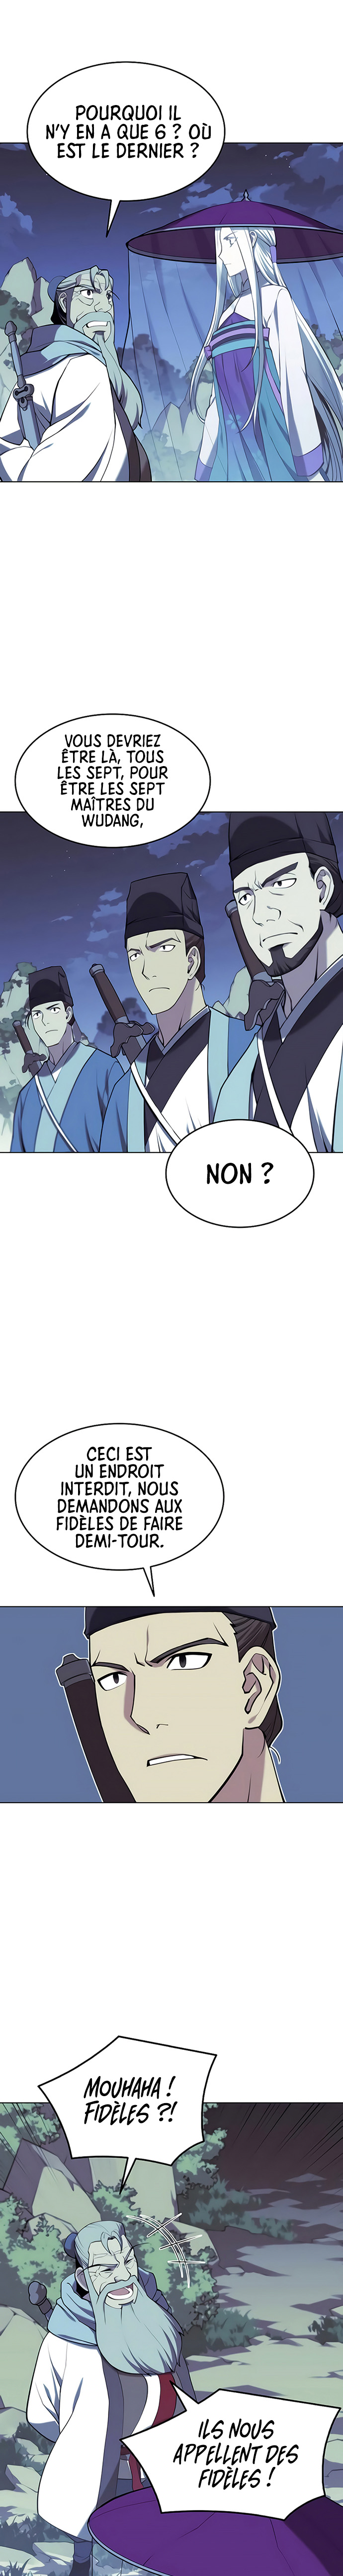 POURQUOI IL
N'Y EN A QUE 6 ? OÙ
EST LE DERNIER ?
VOUS DEVRIEZ
ÊTRE LÀ, TOUS
LES SEPT, POUR
ÊTRE LES SEPT
MAÎTRES DU
WUDANG,
NON ?
CECI EST
UN ENDROIT
INTERDIT, NOUS
DEMANDONS AUX
FIDÈLES DE FAIRE
DEMI-TOUR.
MOUHAHA !
FIDÈLES ?!
ILS NOUS
APPELLENT DES
FIDÈLES !